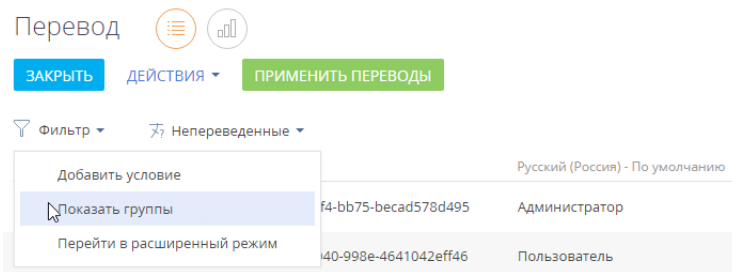 Перевод
ЗАКРЫТЬ ДЕЙСТВИЯ ПРИМЕНИТЬ ПЕРЕВОДЫ
Фильтр Непереведенные
Добавить условие
Показать группы
Перейти в расширенный режим
Русский (Россия) - По умолчанию
f4-bb75-becad578d495 Администратор
040-998e-4641042eff46 Пользователь